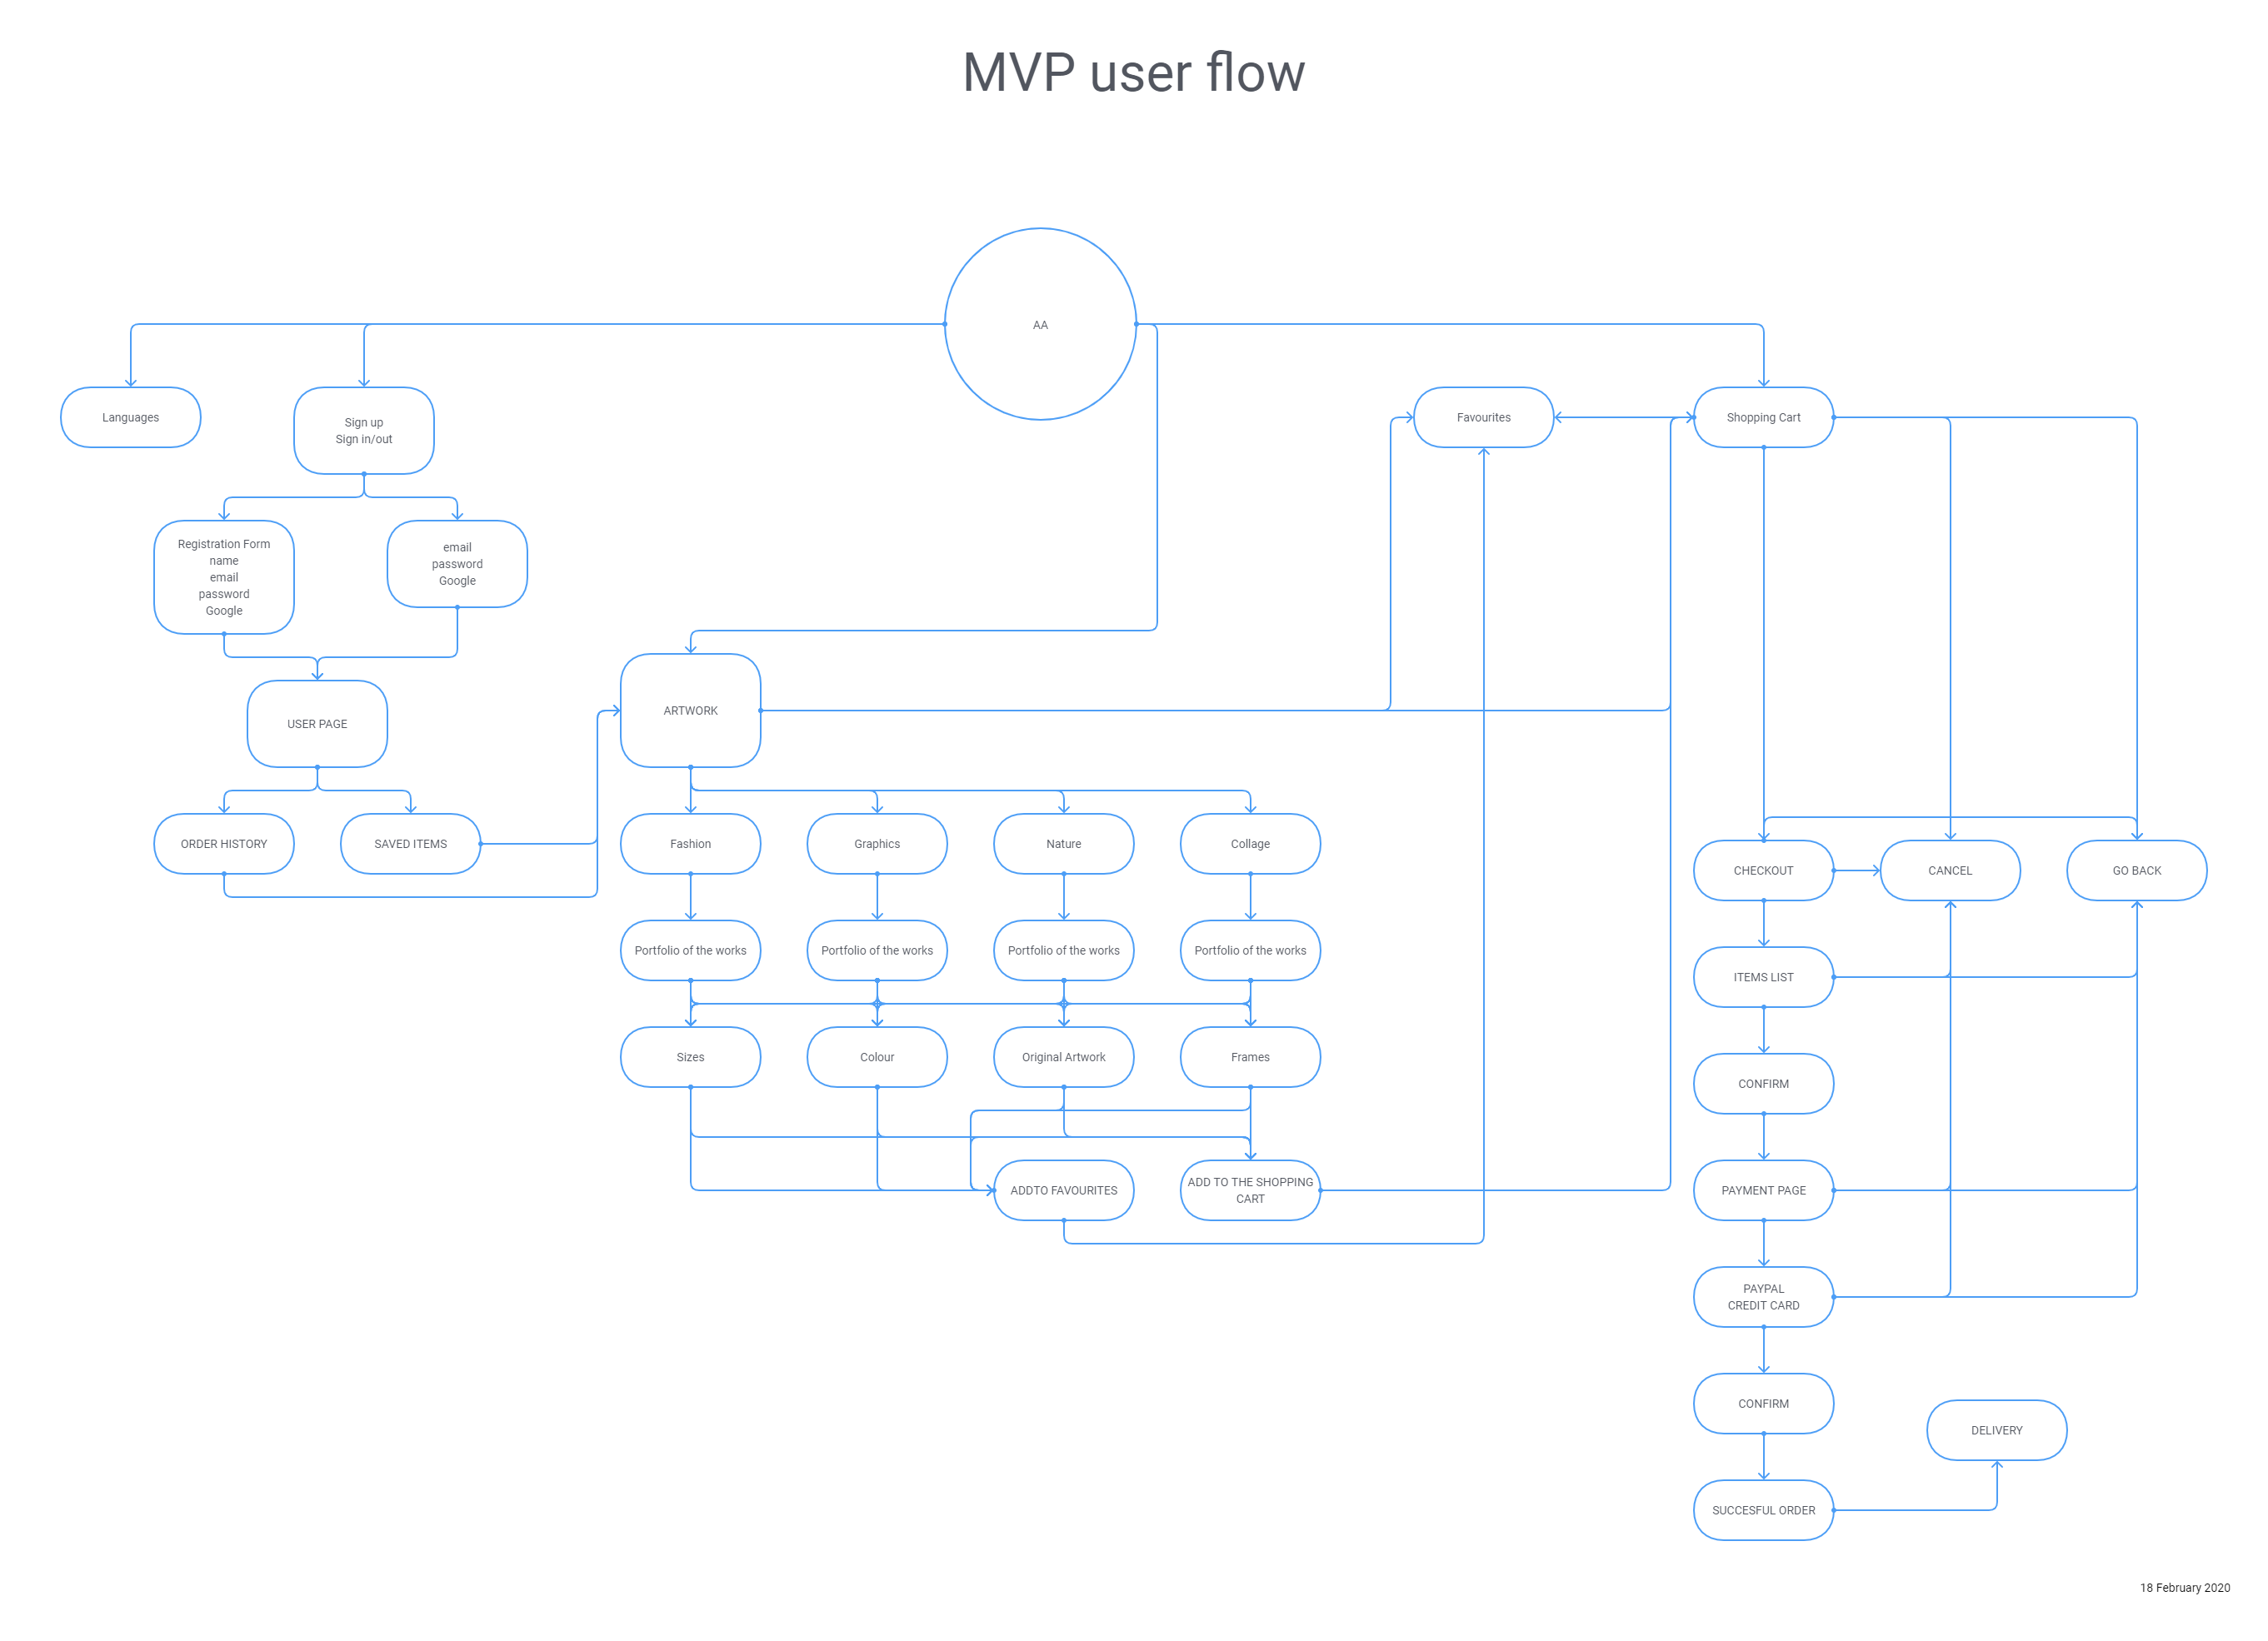 MVP user flow
AA
Languages
Sign up
Sign in/out
Favourites
Shopping Cart
Registration Form
name
email
password
Google
email
password
Google
USER PAGE
ARTWORK
ORDER HISTORY
SAVED ITEMS
Fashion
Graphics
Nature
Collage
CHECKOUT
CANCEL
GO BACK
Portfolio of the works
Portfolio of the works
Portfolio of the works
Portfolio of the works
ITEMS LIST
Sizes
Colour
Original Artwork
Frames
CONFIRM
ADDTO FAVOURITES
ADD TO THE SHOPPING
CART
PAYMENT PAGE
PAYPAL
CREDIT CARD
CONFIRM
DELIVERY
SUCCESFUL ORDER
18 February 2020